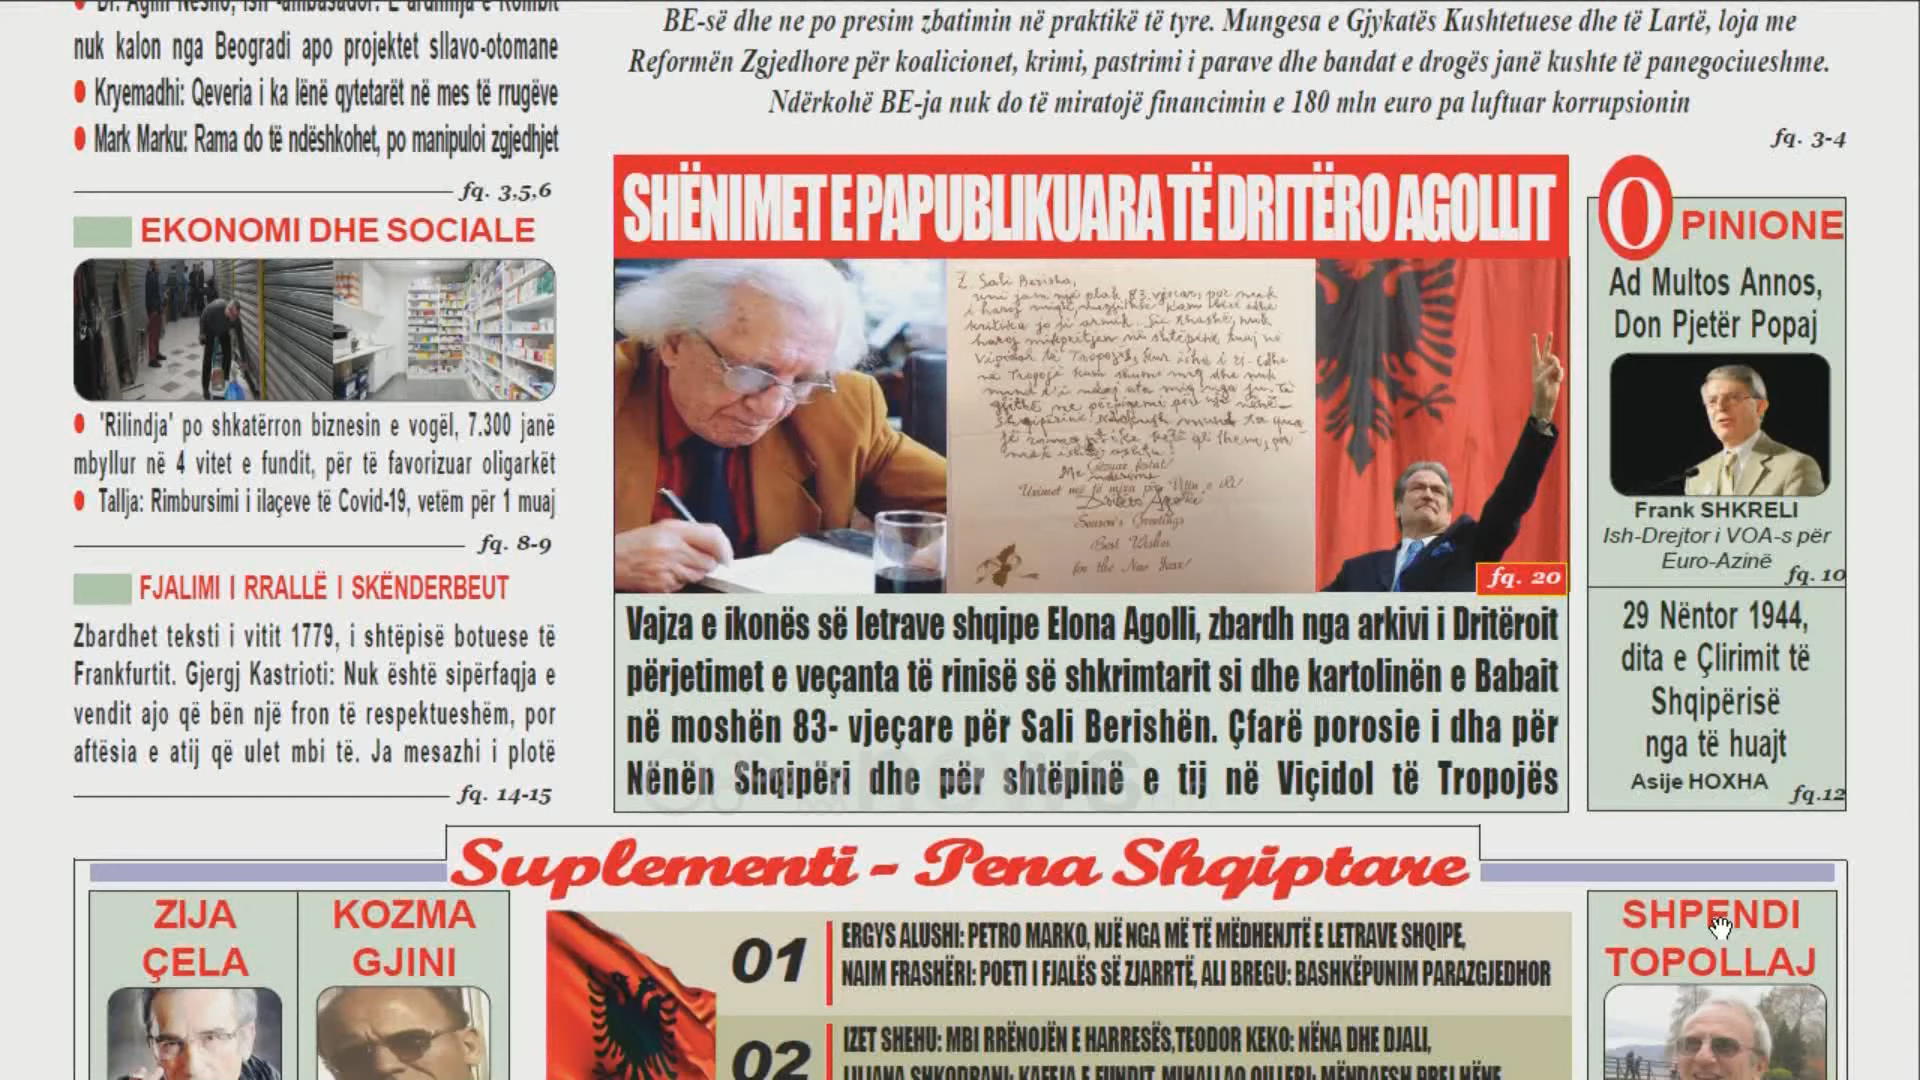 Dr. Agim Nesho, ish -ambasador: E ardhmja e Kombit
nuk kalon nga Beogradi apo projektet sllavo-otomane
Kryemadhi: Qeveria i ka lënë qytetarët në mes të rrugëve
Mark Marku: Rama do të ndëshkohet, po manipuloi zgjedhjet
fq. 3,5,6
EKONOMI DHE SOCIALE
'Rilindja' po shkatërron biznesin e vogël, 7.300 janë
mbyllur në 4 vitet e fundit, për të favorizuar oligarkët
Tallja: Rimbursimi i ilaçeve të Covid-19, vetëm për 1 muaj
fq. 8-9
FJALIMI I RRALLË I SKËNDERBEUT
Zbardhet teksti i vitit 1779, i shtëpisë botuese të
Frankfurtit. Gjergj Kastrioti: Nuk është sipërfaqja e
vendit ajo që bën një fron të respektueshëm, por
aftësia e atij që ulet mbi të. Ja mesazhi i plotë
fq. 14-15
BE-së dhe ne po presim zbatimin në praktikë të tyre. Mungesa e Gjykatës Kushtetuese dhe të Lartë, loja me
Reformën Zgjedhore për koalicionet, krimi, pastrimi i parave dhe bandat e drogës janë kushte të panegociueshme.
Ndërkohë BE-ja nuk do të miratojë financimin e 180 mln euro pa luftuar korrupsionin
fq. 3-4
SHËNIMET E PAPUBLIKUARA TË DRITËRO AGOLLIT
Z. Sali Berisha,
Gëzuar festat!
Me nderime
Dritëro Agolli
Season's Greetings
Best Wishes
for the New Year!
fq. 20
Vajza e ikonës së letrave shqipe Elona Agolli, zbardh nga arkivi i Dritëroit
përjetimet e veçanta të rinisë së shkrimtarit si dhe kartolinën e Babait
në moshën 83- vjeçare për Sali Berishën. Çfarë porosie i dha për
Nënën Shqipëri dhe për shtëpinë e tij në Viçidol të Tropojës
news
OPINIONE
Ad Multos Annos,
Don Pjetër Popaj
Frank SHKRELI
Ish-Drejtor i VOA-s për
Euro-Azinë
fq. 10
29 Nëntor 1944,
dita e Çlirimit të
Shqipërisë
nga të huajt
Asije HOXHA
fq.12
Suplementi - Pena Shqiptare
ZIJA
ÇELA
KOZMA
GJINI
01
ERGYS ALUSHI: PETRO MARKO, NJË NGA MË TË MËDHENJTË E LETRAVE SHQIPE,
NAIM FRASHËRI: POETI I FJALËS SË ZJARRTË, ALI BREGU: BASHKËPUNIM PARAZGJEDHOR
02
IZET SHEHU: MBI RRËNOJËN E HARRESËS, TEODOR KEKO: NËNA DHE DJALI,
SHPENDI
TOPOLLAJ